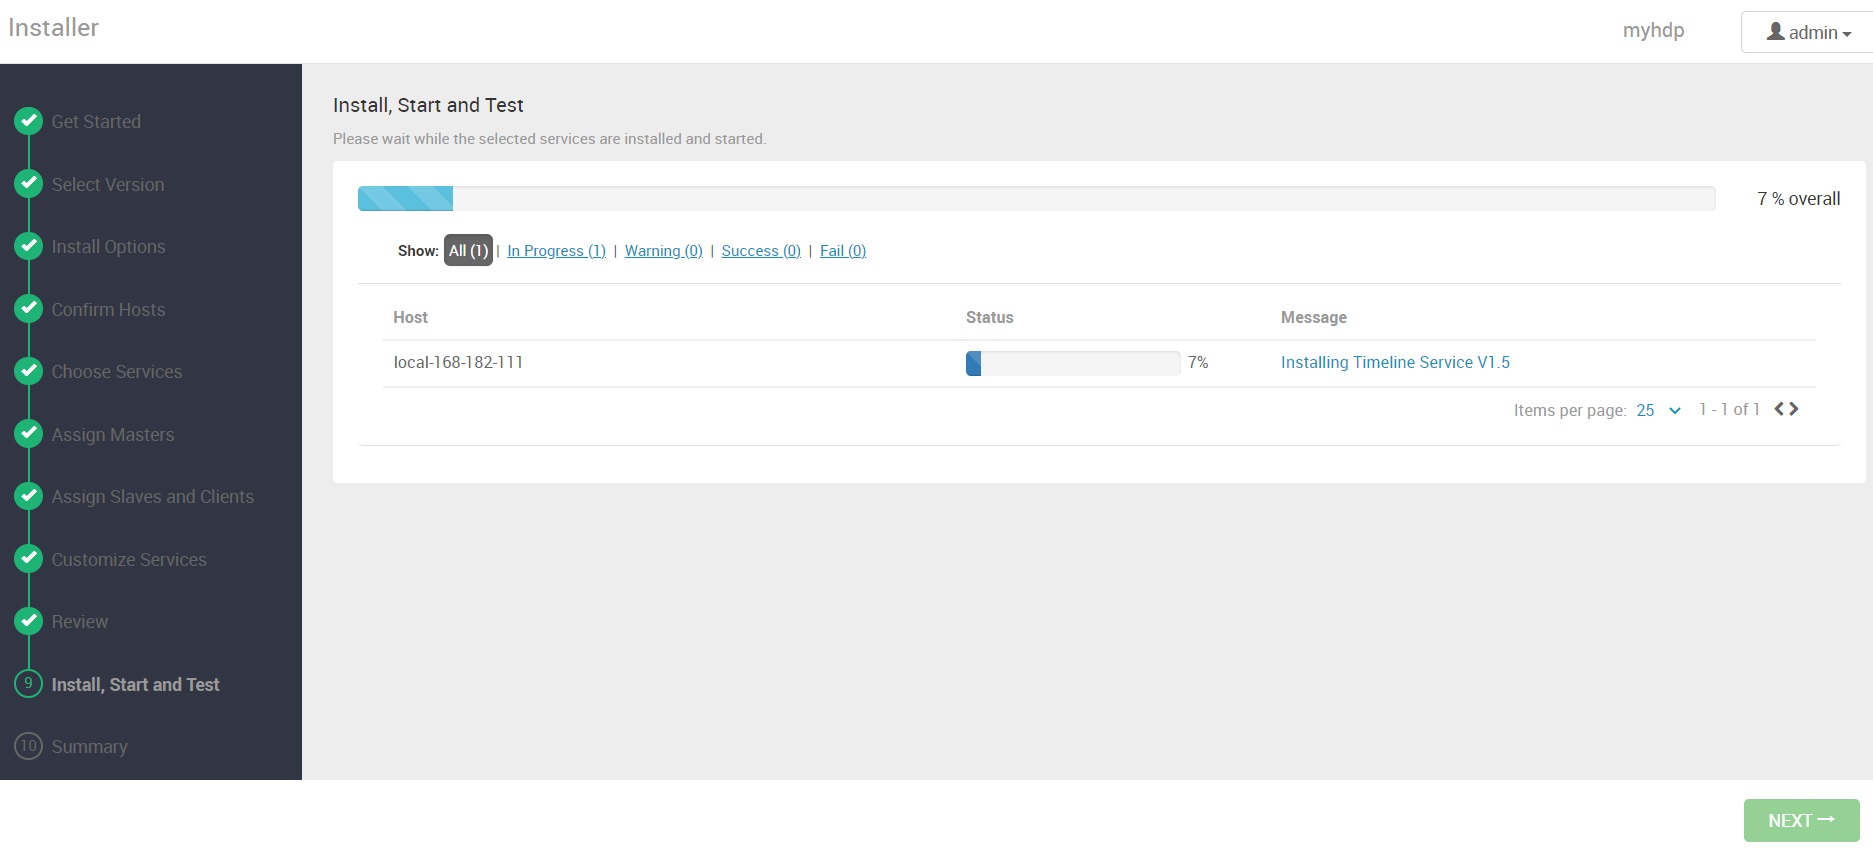 Installer
myhdp
admin
Get Started
Select Version
Install Options
Confirm Hosts
Choose Services
Assign Masters
Assign Slaves and Clients
Customize Services
Review
9 Install, Start and Test
10 Summary
Install, Start and Test
Please wait while the selected services are installed and started.
7 % overall
Show: All (1) | In Progress (1) | Warning (0) | Success (0) | Fail (0)
Host Status Message
local-168-182-111 7% Installing Timeline Service V1.5
Items per page: 25 1 - 1 of 1
NEXT→